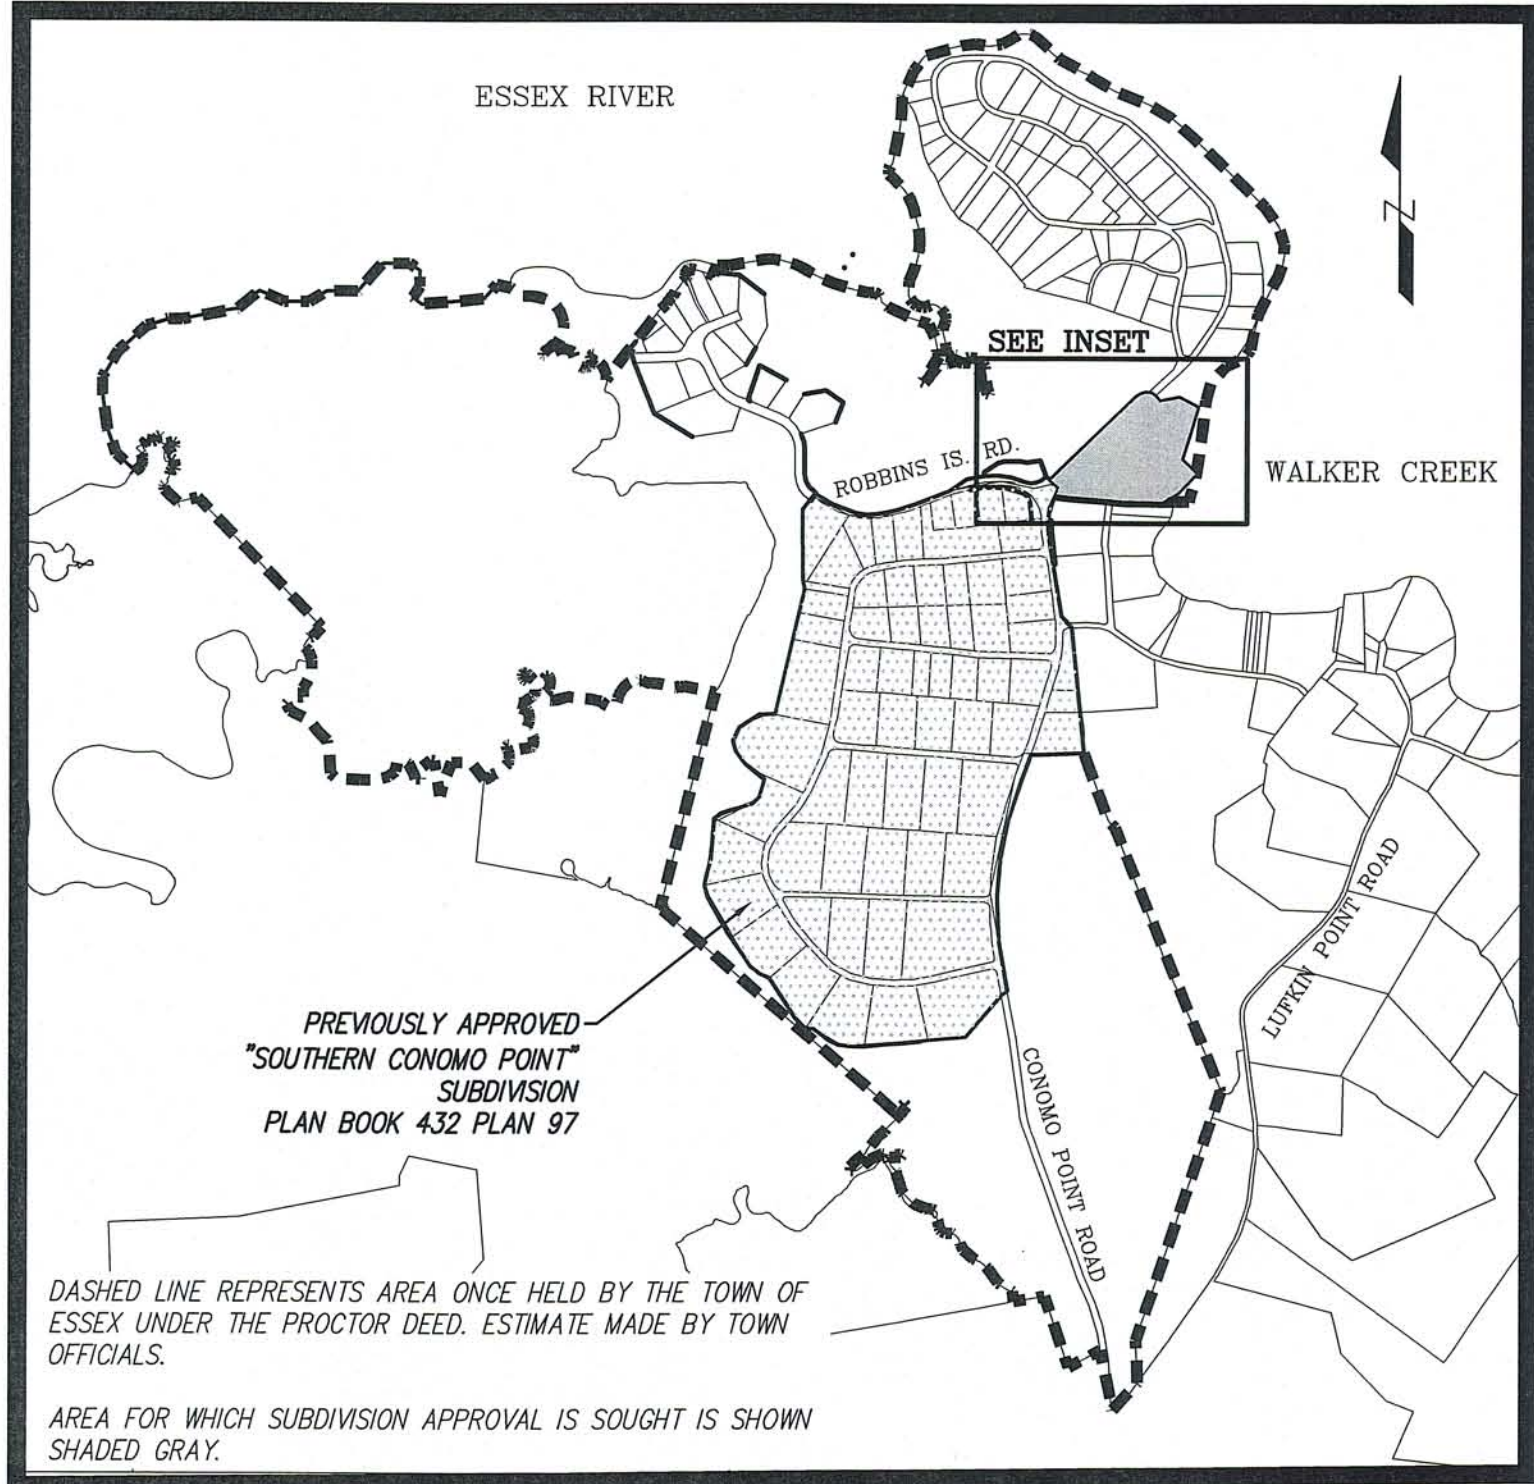 ESSEX RIVER
SEE INSET
ROBBINS IS. RD.
WALKER CREEK
PREVIOUSLY APPROVED
"SOUTHERN CONOMO POINT"
SUBDIVISION
PLAN BOOK 432 PLAN 97
LUFKIN POINT ROAD
CONOMO POINT ROAD
DASHED LINE REPRESENTS AREA ONCE HELD BY THE TOWN OF
ESSEX UNDER THE PROCTOR DEED. ESTIMATE MADE BY TOWN
OFFICIALS.
AREA FOR WHICH SUBDIVISION APPROVAL IS SOUGHT IS SHOWN
SHADED GRAY.
N